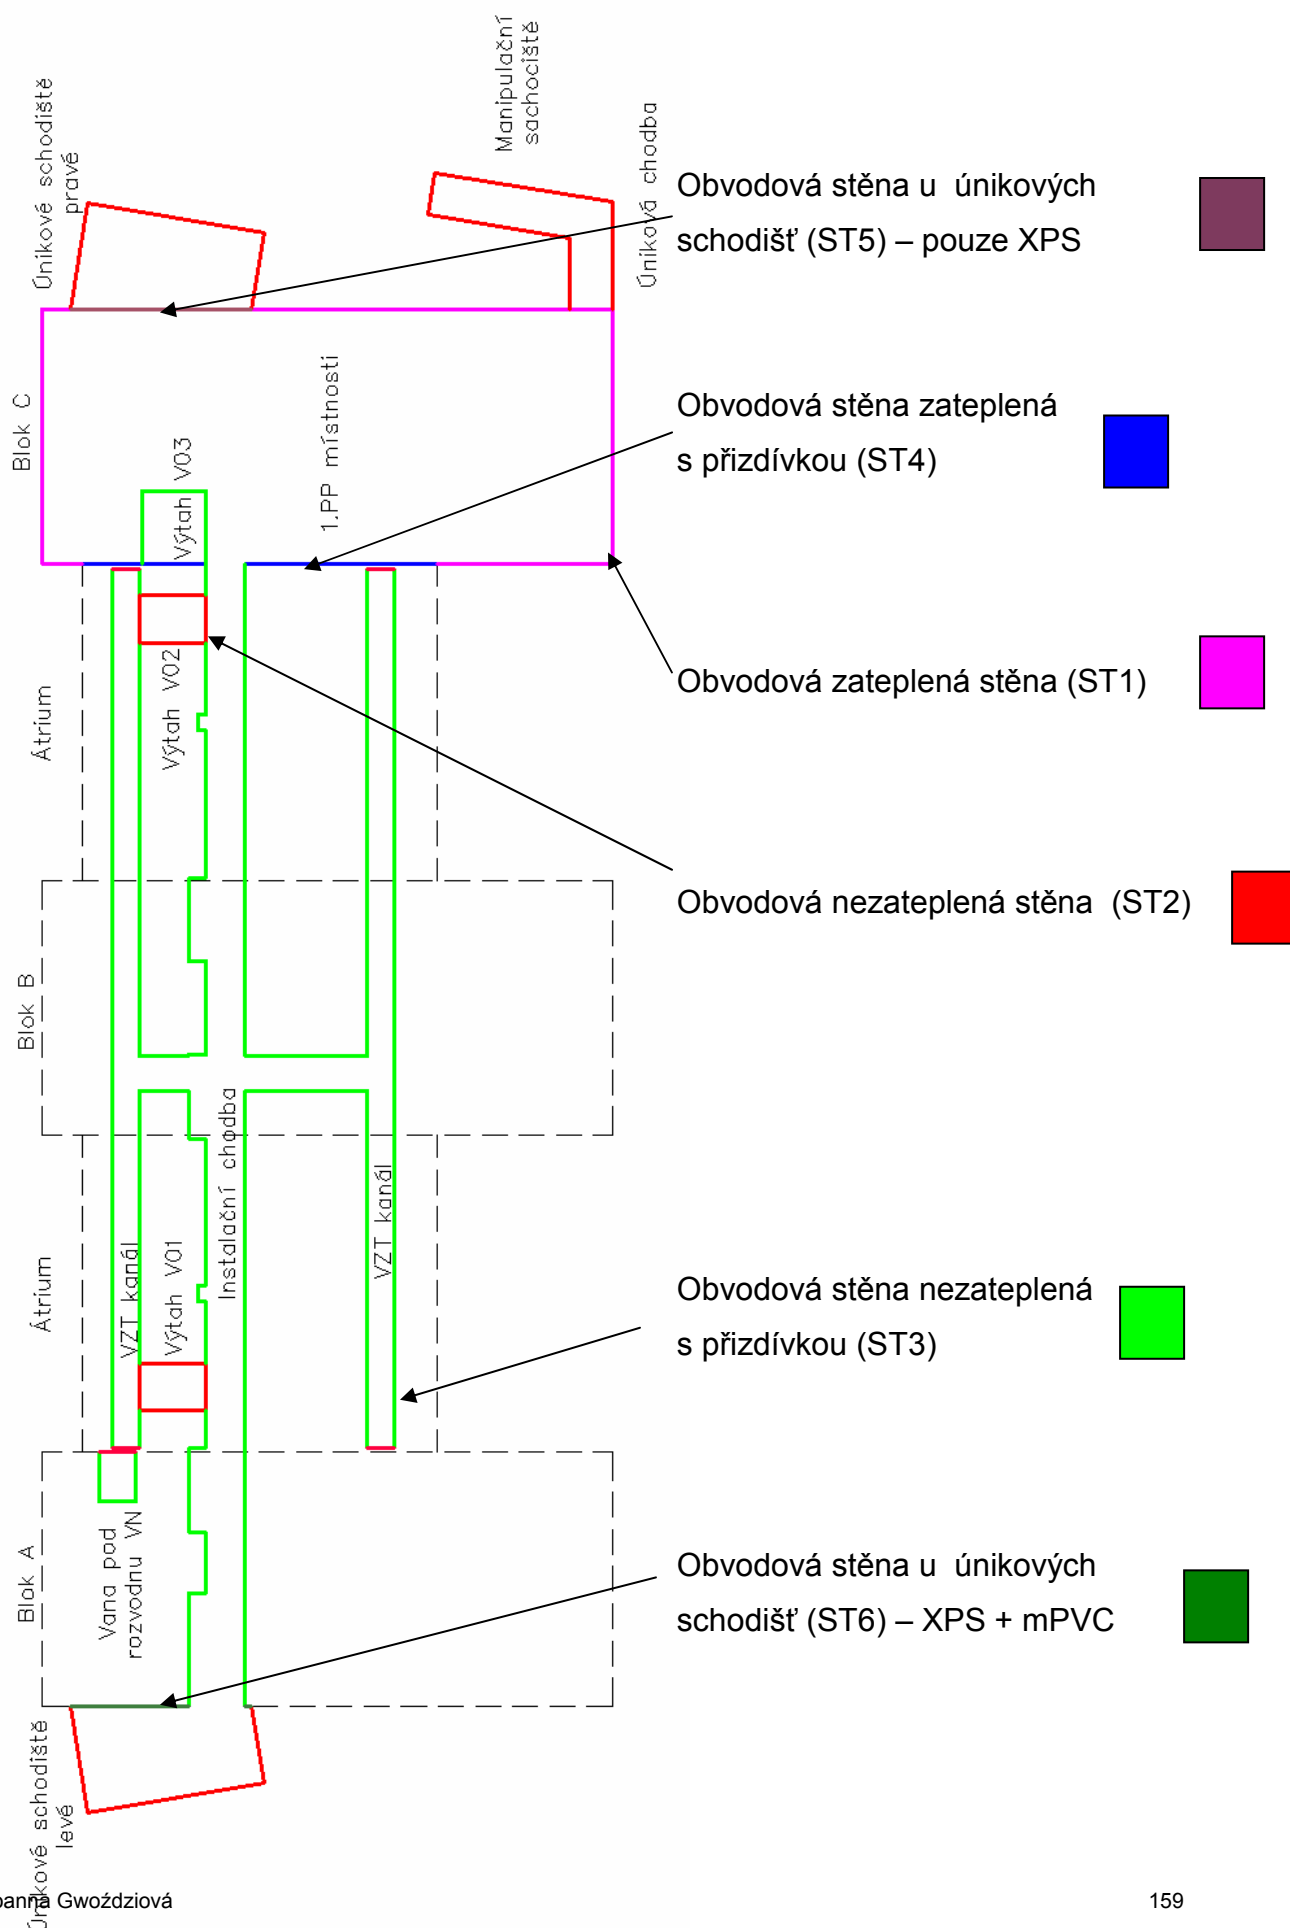 Únikové schodiště
pravé
Manipulační
sachociště
Úniková chodba
Obvodová stěna u únikových
schodišť (ST5) – pouze XPS
Blok C
Výtah V03
1.PP místnosti
Obvodová stěna zateplená
s přizdívkou (ST4)
Átrium
Výtah V02
Obvodová zateplená stěna (ST1)
Obvodová nezateplená stěna (ST2)
Blok B
Instalační chodba
Átrium
VZT kanál
Výtah V01
VZT kanál
Obvodová stěna nezateplená
s přizdívkou (ST3)
Blok A
Vana pod
rozvodnu VN
Obvodová stěna u únikových
schodišť (ST6) – XPS + mPVC
Únikové schodiště
levé
oanna Gwoździová
159